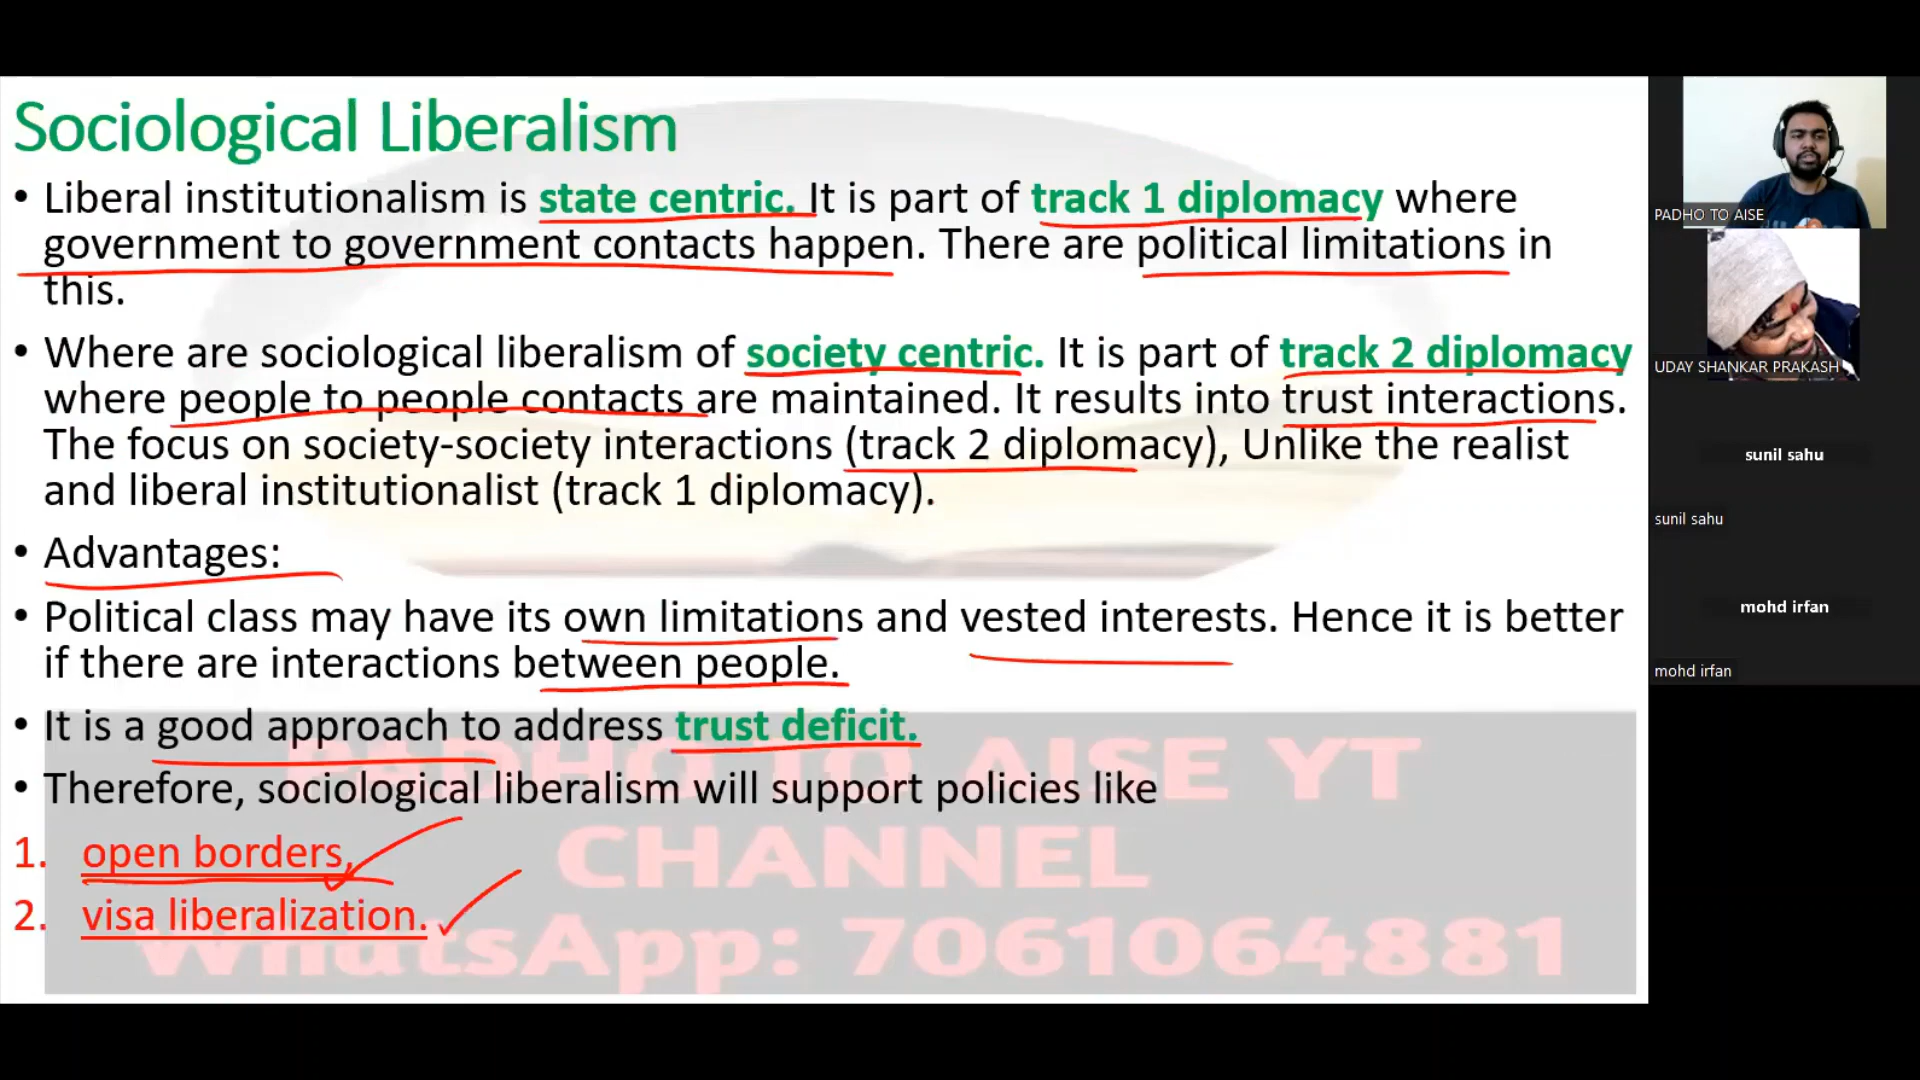 Sociological Liberalism
• Liberal institutionalism is state centric. It is part of track 1 diplomacy where
government to government contacts happen. There are political limitations in
this.
• Where are sociological liberalism of society centric. It is part of track 2 diplomacy
where people to people contacts are maintained. It results into trust interactions.
The focus on society-society interactions (track 2 diplomacy), Unlike the realist
and liberal institutionalist (track 1 diplomacy).
• Advantages:
• Political class may have its own limitations and vested interests. Hence it is better
if there are interactions between people.
• It is a good approach to address trust deficit.
• Therefore, sociological liberalism will support policies like
1. open borders,
2. visa liberalization.
PADHO TO AISE YT
CHANNEL
WhatsApp: 7061064881
PADHO TO AISE
UDAY SHANKAR PRAKASH
sunil sahu
sunil sahu
mohd irfan
mohd irfan